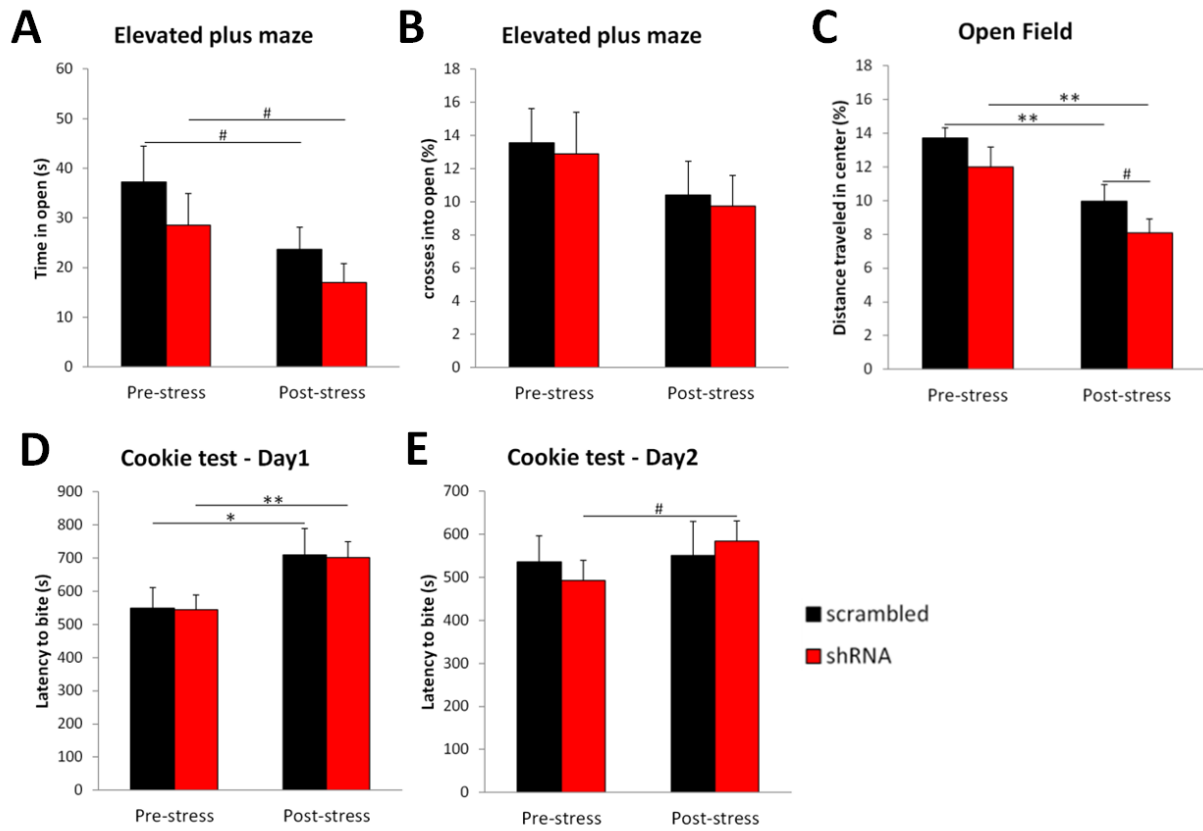 A
Elevated plus maze
Time in open (s)
60
50
40
30
20
10
0
#
#
Pre-stress
Post-stress
B
Elevated plus maze
crosses into open (%)
18
16
14
12
10
8
6
4
2
0
Pre-stress
Post-stress
C
Open Field
Distance traveled in center (%)
18
16
14
12
10
8
6
4
2
0
**
**
#
Pre-stress
Post-stress
D
Cookie test - Day1
Latency to bite (s)
900
800
700
600
500
400
300
200
100
0
**
*
Pre-stress
Post-stress
E
Cookie test - Day2
Latency to bite (s)
700
600
500
400
300
200
100
0
#
Pre-stress
Post-stress
scrambled
shRNA